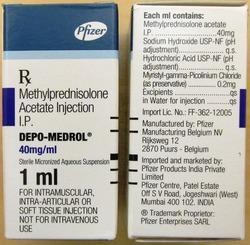 Pfizer
Rx
Methylprednisolone
Acetate Injection
I.P.
DEPO-MEDROL®
40mg/ml
Sterile Micronized Aqueous Suspension
1 ml
FOR INTRAMUSCULAR,
INTRA-ARTICULAR OR
SOFT TISSUE INJECTION
NOT FOR INTRAVENOUS
USE
Each ml contains:
Methylprednisolone acetate
I.P. 40mg
Sodium Hydroxide USP-NF (pH
adjustment) q.s.
Hydrochloric Acid USP-NF (pH
adjustment) q.s.
Myristyl-gamma-Picolinium Chloride
(as preservative) 0.2mg
Excipients qs
in Water for injection qs
Import Lic. No.: FF-362-12005
Manufactured by: Pfizer
Manufacturing Belgium NV
Rijksweg 12
2870 Puurs - Belgium
Imported and marketed by:
Pfizer Products India Private
Limited
Pfizer Centre, Patel Estate
Off S V Road, Jogeshwari (West)
Mumbai 400 102. INDIA
® Trademark Proprietor:
Pfizer Enterprises SARL